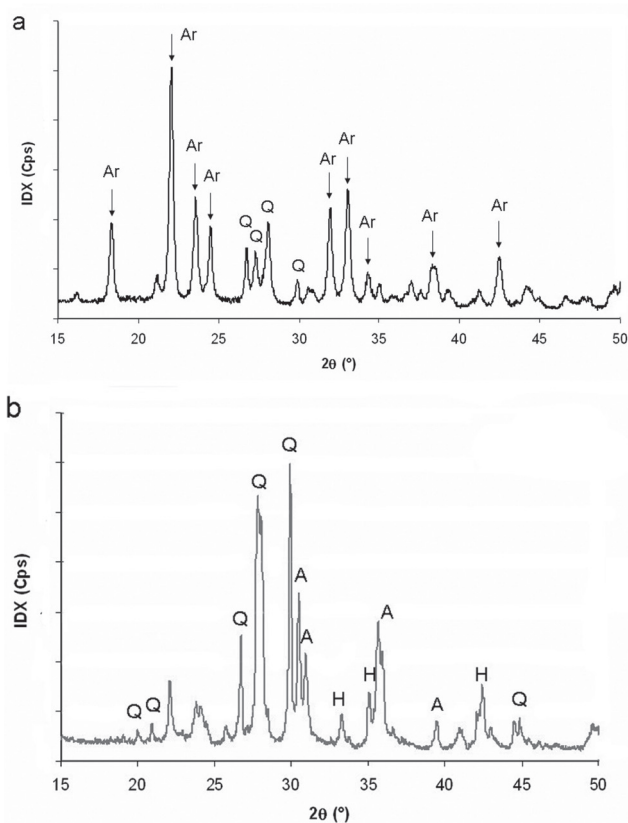 a
Ar
Ar
Ar
Ar
Ar
Ar
Ar
Ar
Ar
Q
Q
Q
Q
IDX (Cps)
15 20 25 30 35 40 45 50
2θ (°)
b
Q
Q
A
A
Q
A
H
H
H
A
Q
Q
Q
IDX (Cps)
15 20 25 30 35 40 45 50
2θ (°)